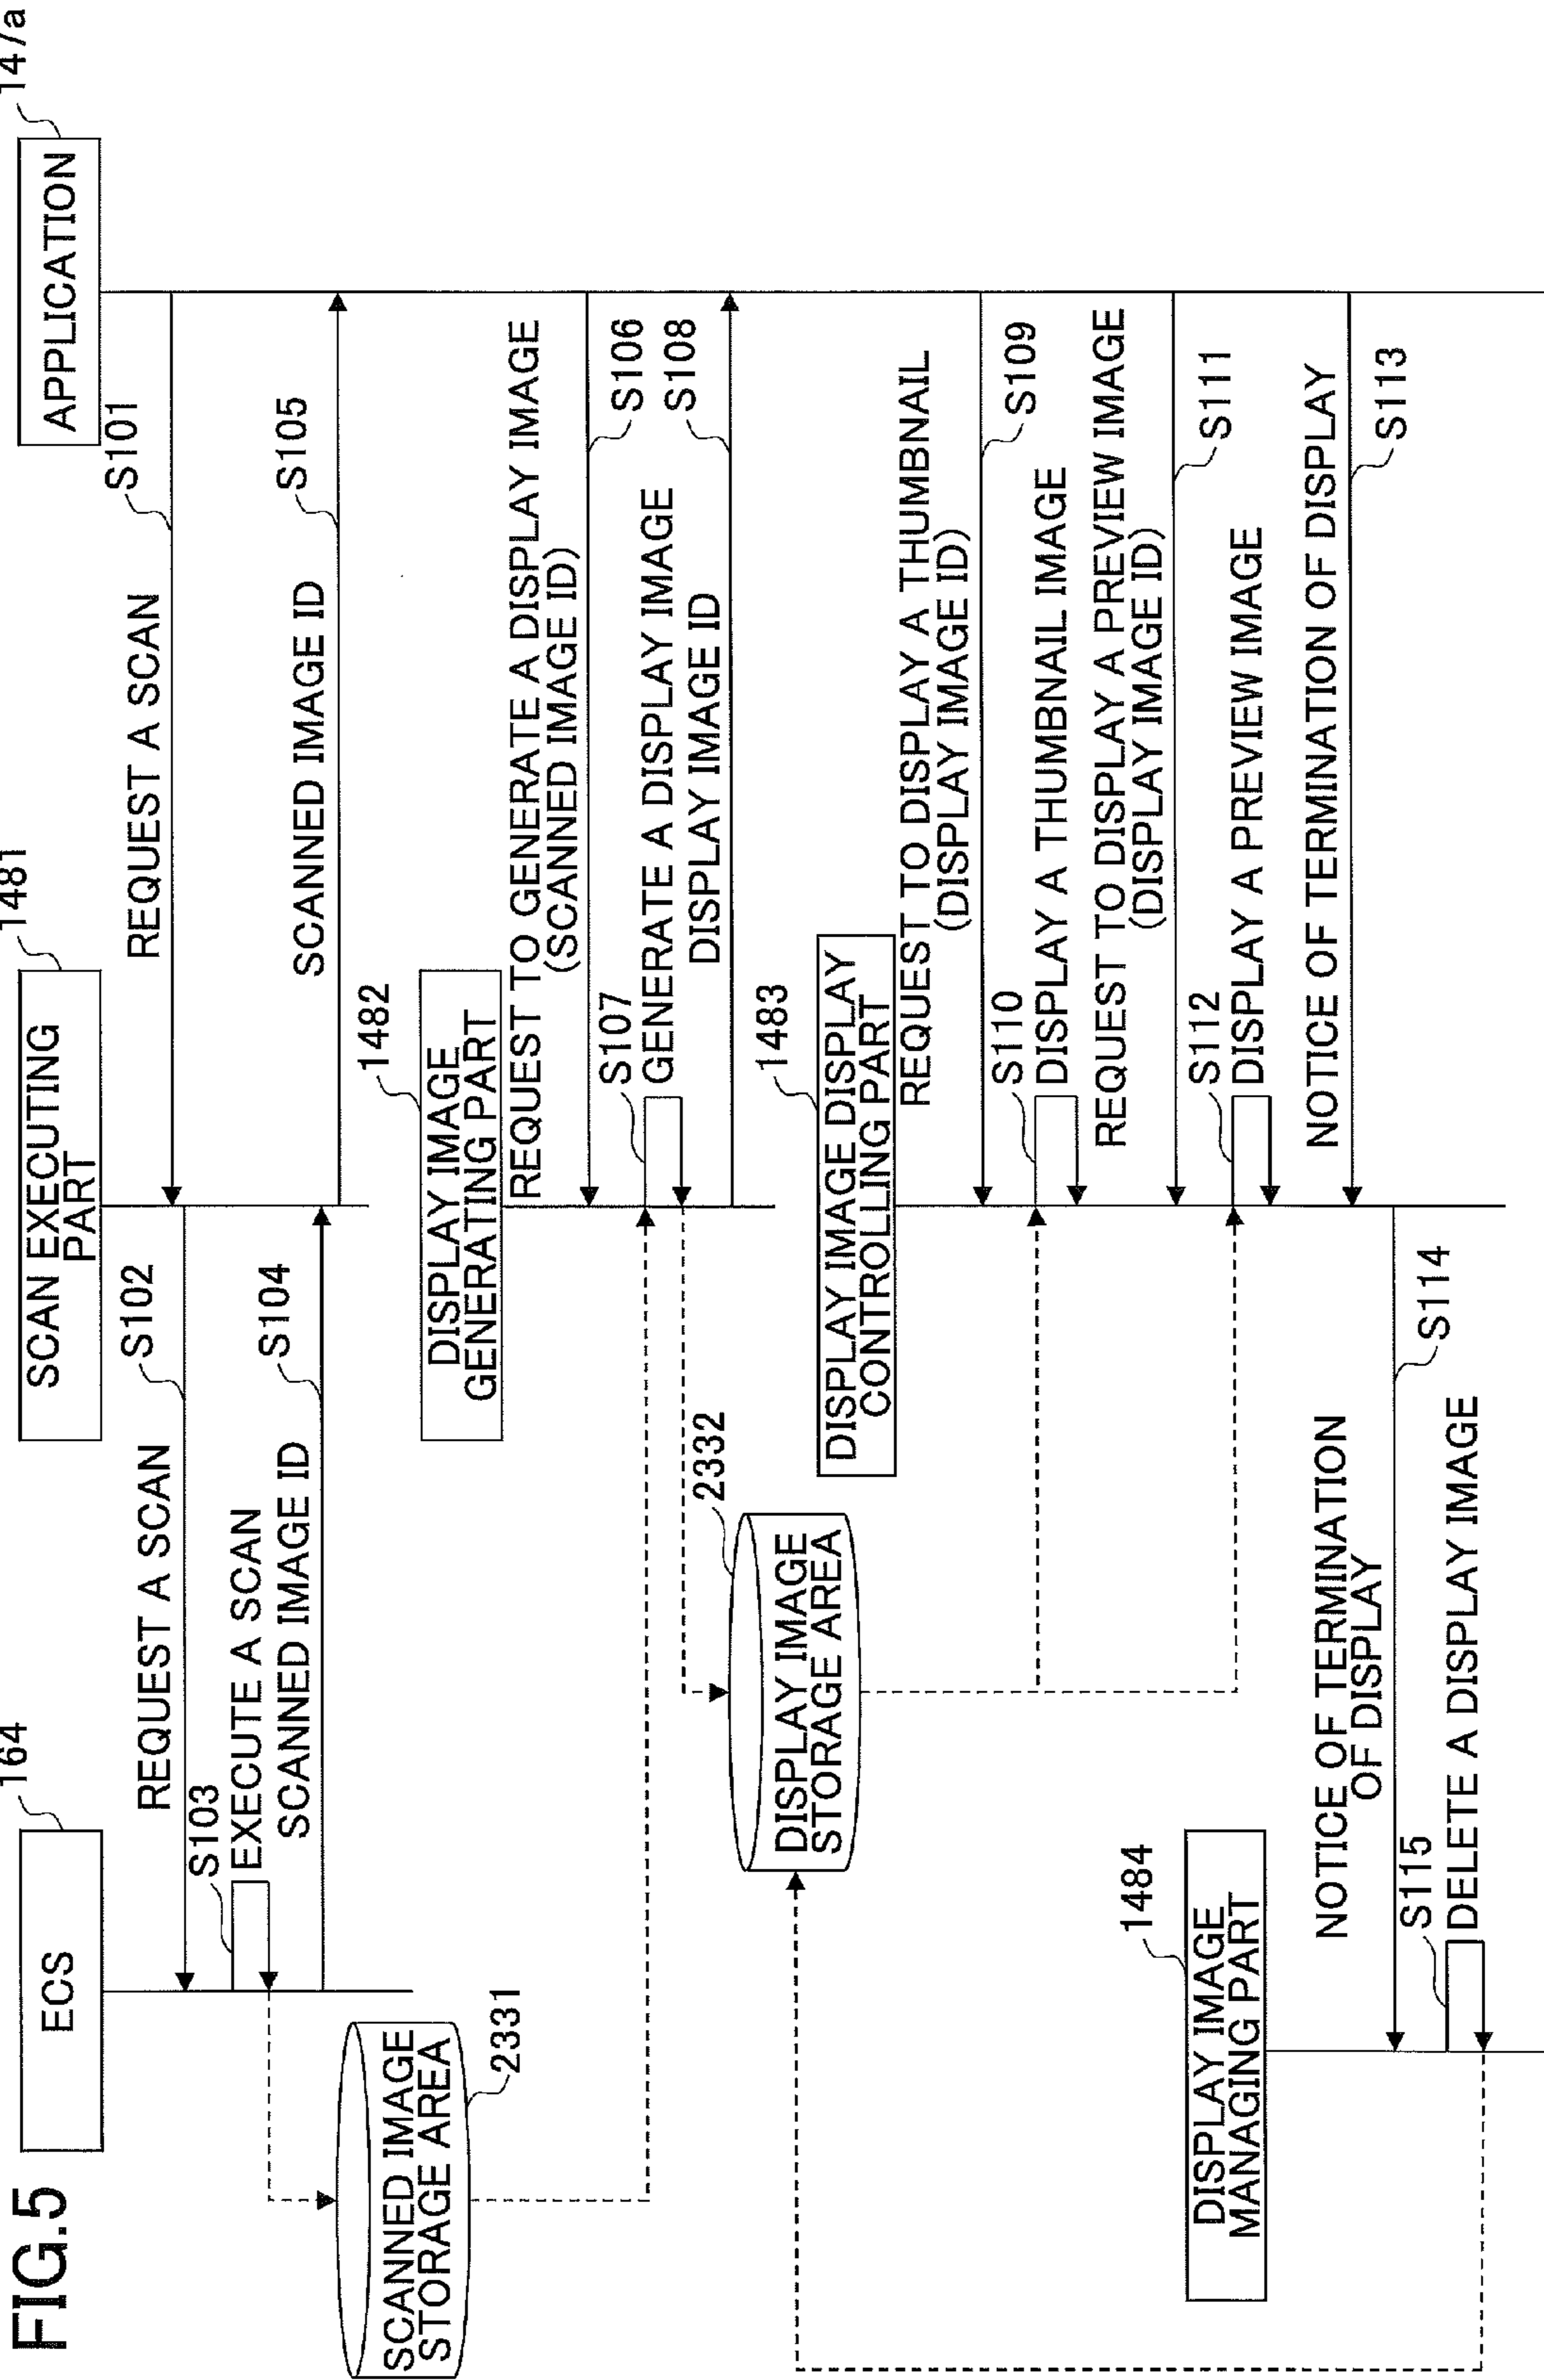 FIG.5
ECS
164
SCAN EXECUTING
PART
1481
APPLICATION
147a
REQUEST A SCAN
S101
REQUEST A SCAN
S102
S103
EXECUTE A SCAN
SCANNED IMAGE ID
S104
SCANNED IMAGE ID
S105
SCANNED IMAGE
STORAGE AREA
2331
DISPLAY IMAGE
GENERATING PART
1482
REQUEST TO GENERATE A DISPLAY IMAGE
(SCANNED IMAGE ID)
S106
S107
GENERATE A DISPLAY IMAGE
DISPLAY IMAGE ID
S108
DISPLAY IMAGE
STORAGE AREA
2332
DISPLAY IMAGE DISPLAY
CONTROLLING PART
1483
REQUEST TO DISPLAY A THUMBNAIL
(DISPLAY IMAGE ID)
S109
S110
DISPLAY A THUMBNAIL IMAGE
REQUEST TO DISPLAY A PREVIEW IMAGE
(DISPLAY IMAGE ID)
S111
S112
DISPLAY A PREVIEW IMAGE
NOTICE OF TERMINATION OF DISPLAY
S113
DISPLAY IMAGE
MANAGING PART
1484
NOTICE OF TERMINATION
OF DISPLAY
S114
S115
DELETE A DISPLAY IMAGE